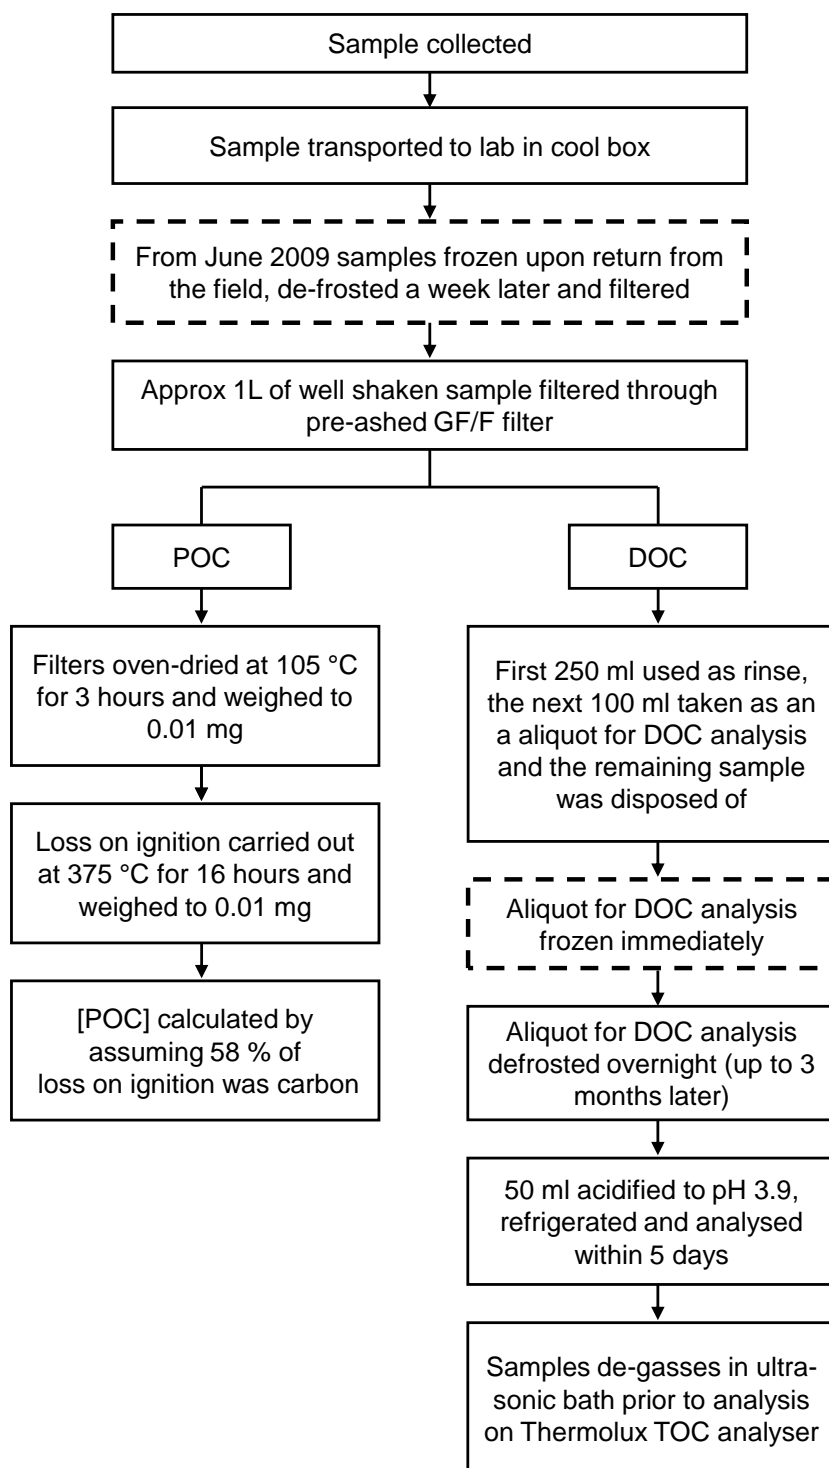 Sample collected
Sample transported to lab in cool box
From June 2009 samples frozen upon return from
the field, de-frosted a week later and filtered
Approx 1L of well shaken sample filtered through
pre-ashed GF/F filter
POC
Filters oven-dried at 105 °C
for 3 hours and weighed to
0.01 mg
Loss on ignition carried out
at 375 °C for 16 hours and
weighed to 0.01 mg
[POC] calculated by
assuming 58 % of
loss on ignition was carbon
DOC
First 250 ml used as rinse,
the next 100 ml taken as an
a aliquot for DOC analysis
and the remaining sample
was disposed of
Aliquot for DOC analysis
frozen immediately
Aliquot for DOC analysis
defrosted overnight (up to 3
months later)
50 ml acidified to pH 3.9,
refrigerated and analysed
within 5 days
Samples de-gasses in ultra-
sonic bath prior to analysis
on Thermolux TOC analyser